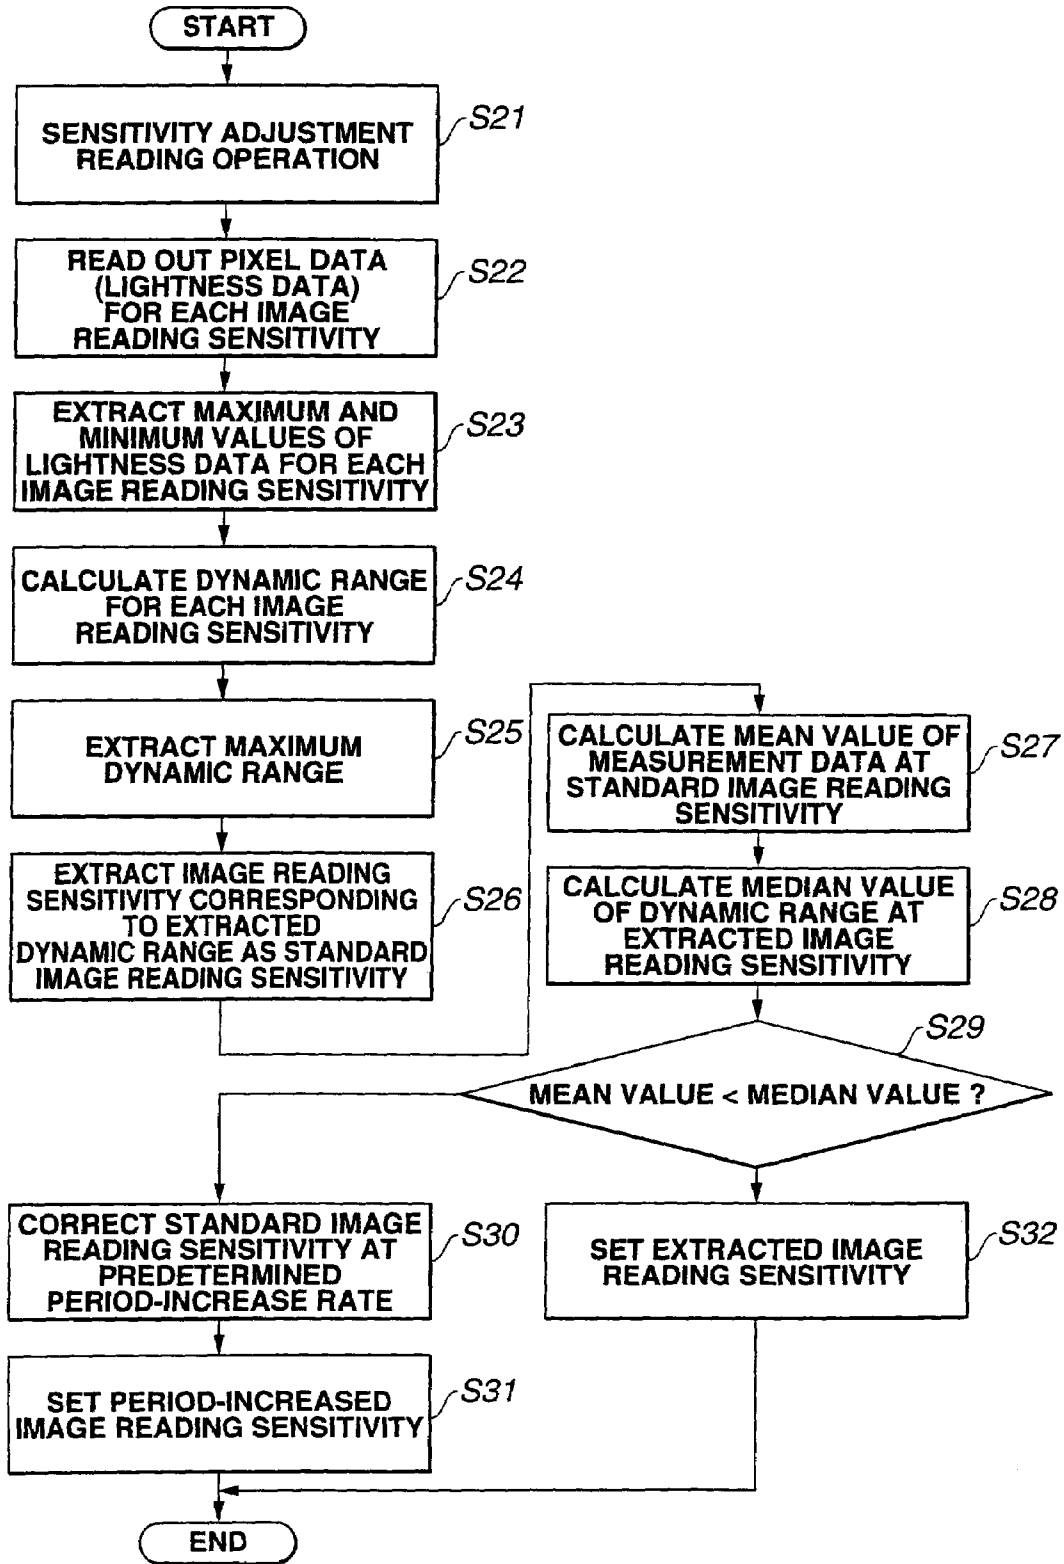 START
SENSITIVITY ADJUSTMENT
READING OPERATION
S21
READ OUT PIXEL DATA
(LIGHTNESS DATA)
FOR EACH IMAGE
READING SENSITIVITY
S22
EXTRACT MAXIMUM AND
MINIMUM VALUES OF
LIGHTNESS DATA FOR EACH
IMAGE READING SENSITIVITY
S23
CALCULATE DYNAMIC RANGE
FOR EACH IMAGE
READING SENSITIVITY
S24
EXTRACT MAXIMUM
DYNAMIC RANGE
S25
EXTRACT IMAGE READING
SENSITIVITY CORRESPONDING
TO EXTRACTED
DYNAMIC RANGE AS STANDARD
IMAGE READING SENSITIVITY
S26
CALCULATE MEAN VALUE OF
MEASUREMENT DATA AT
STANDARD IMAGE READING
SENSITIVITY
S27
CALCULATE MEDIAN VALUE
OF DYNAMIC RANGE AT
EXTRACTED IMAGE
READING SENSITIVITY
S28
S29
MEAN VALUE < MEDIAN VALUE ?
CORRECT STANDARD IMAGE
READING SENSITIVITY AT
PREDETERMINED
PERIOD-INCREASE RATE
S30
SET PERIOD-INCREASED
IMAGE READING SENSITIVITY
S31
SET EXTRACTED IMAGE
READING SENSITIVITY
S32
END